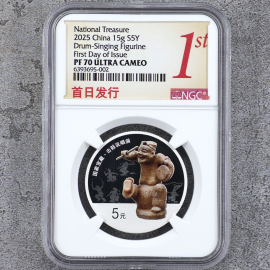 National Treasure
2025 China 15g S5Y
Drum-Singing Figurine
First Day of Issue
PF 70 ULTRA CAMEO
6393695-002
首日发行
1st
NGC
5元